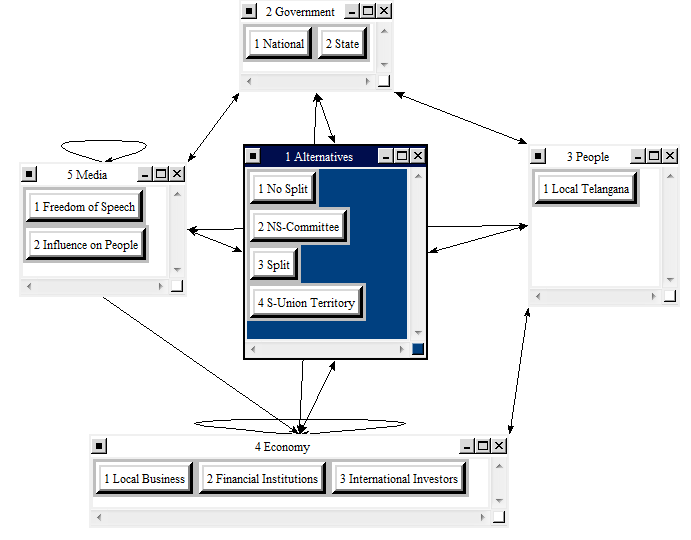 2 Government
1 National
2 State
5 Media
1 Freedom of Speech
2 Influence on People
1 Alternatives
1 No Split
2 NS-Committee
3 Split
4 S-Union Territory
3 People
1 Local Telangana
4 Economy
1 Local Business
2 Financial Institutions
3 International Investors